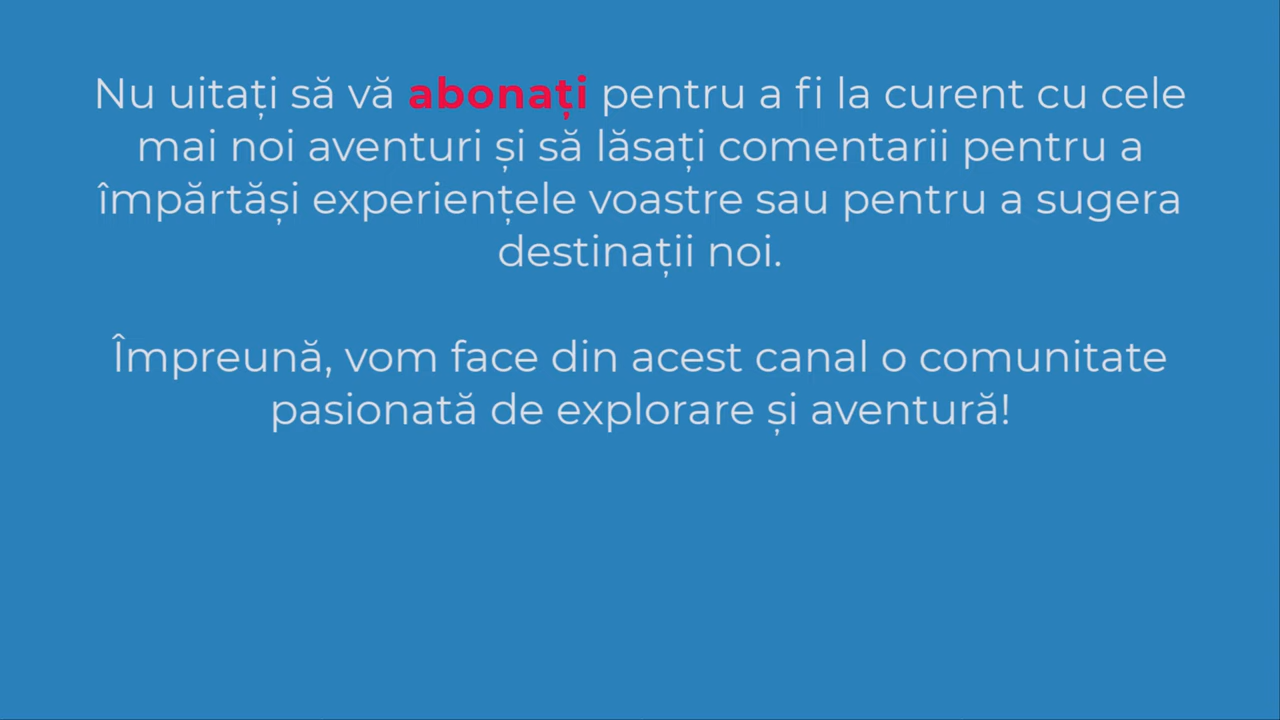 Nu uitați să vă abonați pentru a fi la curent cu cele
mai noi aventuri și să lăsați comentarii pentru a
împărtăși experiențele voastre sau pentru a sugera
destinații noi.
Împreună, vom face din acest canal o comunitate
pasionată de explorare și aventură!